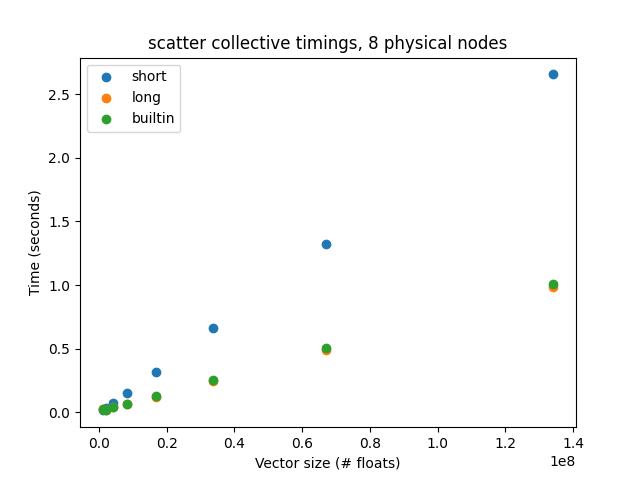 scatter collective timings, 8 physical nodes
short
long
builtin
Time (seconds)
2.5
2.0
1.5
1.0
0.5
0.0
0.0 0.2 0.4 0.6 0.8 1.0 1.2 1.4
1e8
Vector size (# floats)